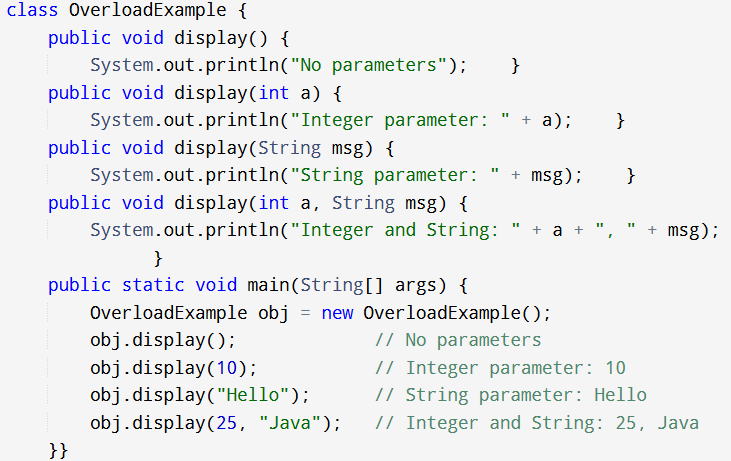 class OverloadExample {
    public void display() {
        System.out.println("No parameters");    }
    public void display(int a) {
        System.out.println("Integer parameter: " + a);    }
    public void display(String msg) {
        System.out.println("String parameter: " + msg);    }
    public void display(int a, String msg) {
        System.out.println("Integer and String: " + a + ", " + msg);
              }
    public static void main(String[] args) {
        OverloadExample obj = new OverloadExample();
        obj.display();             // No parameters
        obj.display(10);           // Integer parameter: 10
        obj.display("Hello");      // String parameter: Hello
        obj.display(25, "Java");   // Integer and String: 25, Java
    }}